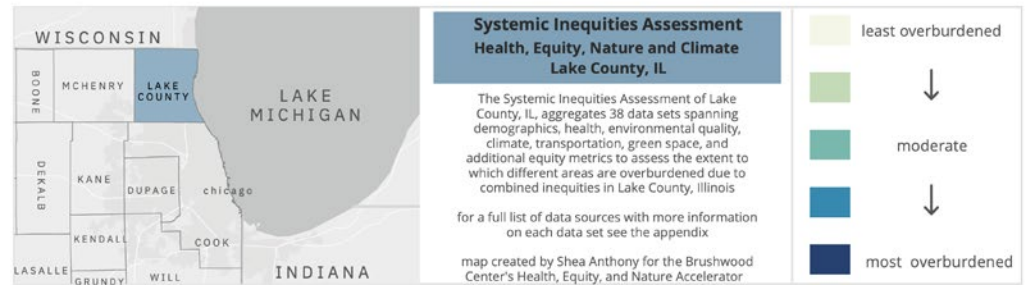 WISCONSIN
BOONE
MCHENRY
LAKE
COUNTY
LAKE
MICHIGAN
DEKALB
KANE
DUPAGE
chicago
KENDALL
COOK
LASALLE
GRUNDY
WILL
INDIANA
Systemic Inequities Assessment
Health, Equity, Nature and Climate
Lake County, IL
The Systemic Inequities Assessment of Lake
County, IL, aggregates 38 data sets spanning
demographics, health, environmental quality,
climate, transportation, green space, and
additional equity metrics to assess the extent to
which different areas are overburdened due to
combined inequities in Lake County, Illinois
for a full list of data sources with more information
on each data set see the appendix
map created by Shea Anthony for the Brushwood
Center's Health, Equity, and Nature Accelerator
least overburdened
moderate
most overburdened